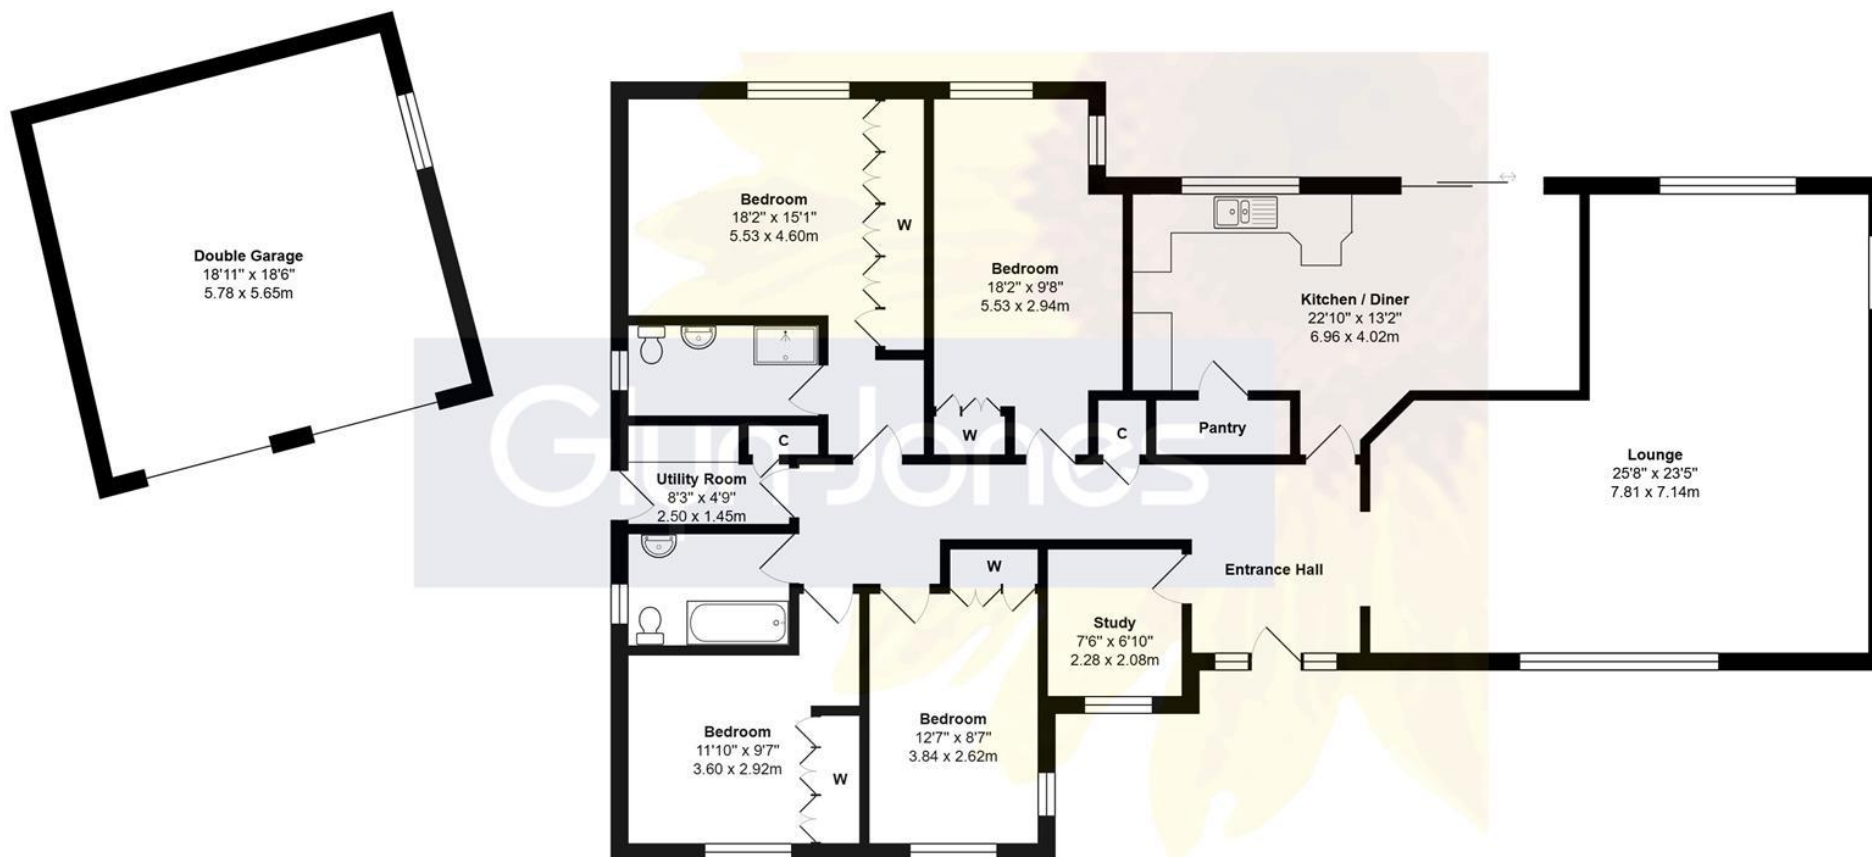 Double Garage
18'11" x 18'6"
5.78 x 5.65m
Bedroom
18'2" x 15'1"
5.53 x 4.60m
W
Bedroom
18'2" x 9'8"
5.53 x 2.94m
W
Kitchen / Diner
22'10" x 13'2"
6.96 x 4.02m
C
C
Pantry
Glyn-Jones
Utility Room
8'3" x 4'9"
2.50 x 1.45m
Lounge
25'8" x 23'5"
7.81 x 7.14m
W
Entrance Hall
Study
7'6" x 6'10"
2.28 x 2.08m
Bedroom
11'10" x 9'7"
3.60 x 2.92m
W
Bedroom
12'7" x 8'7"
3.84 x 2.62m